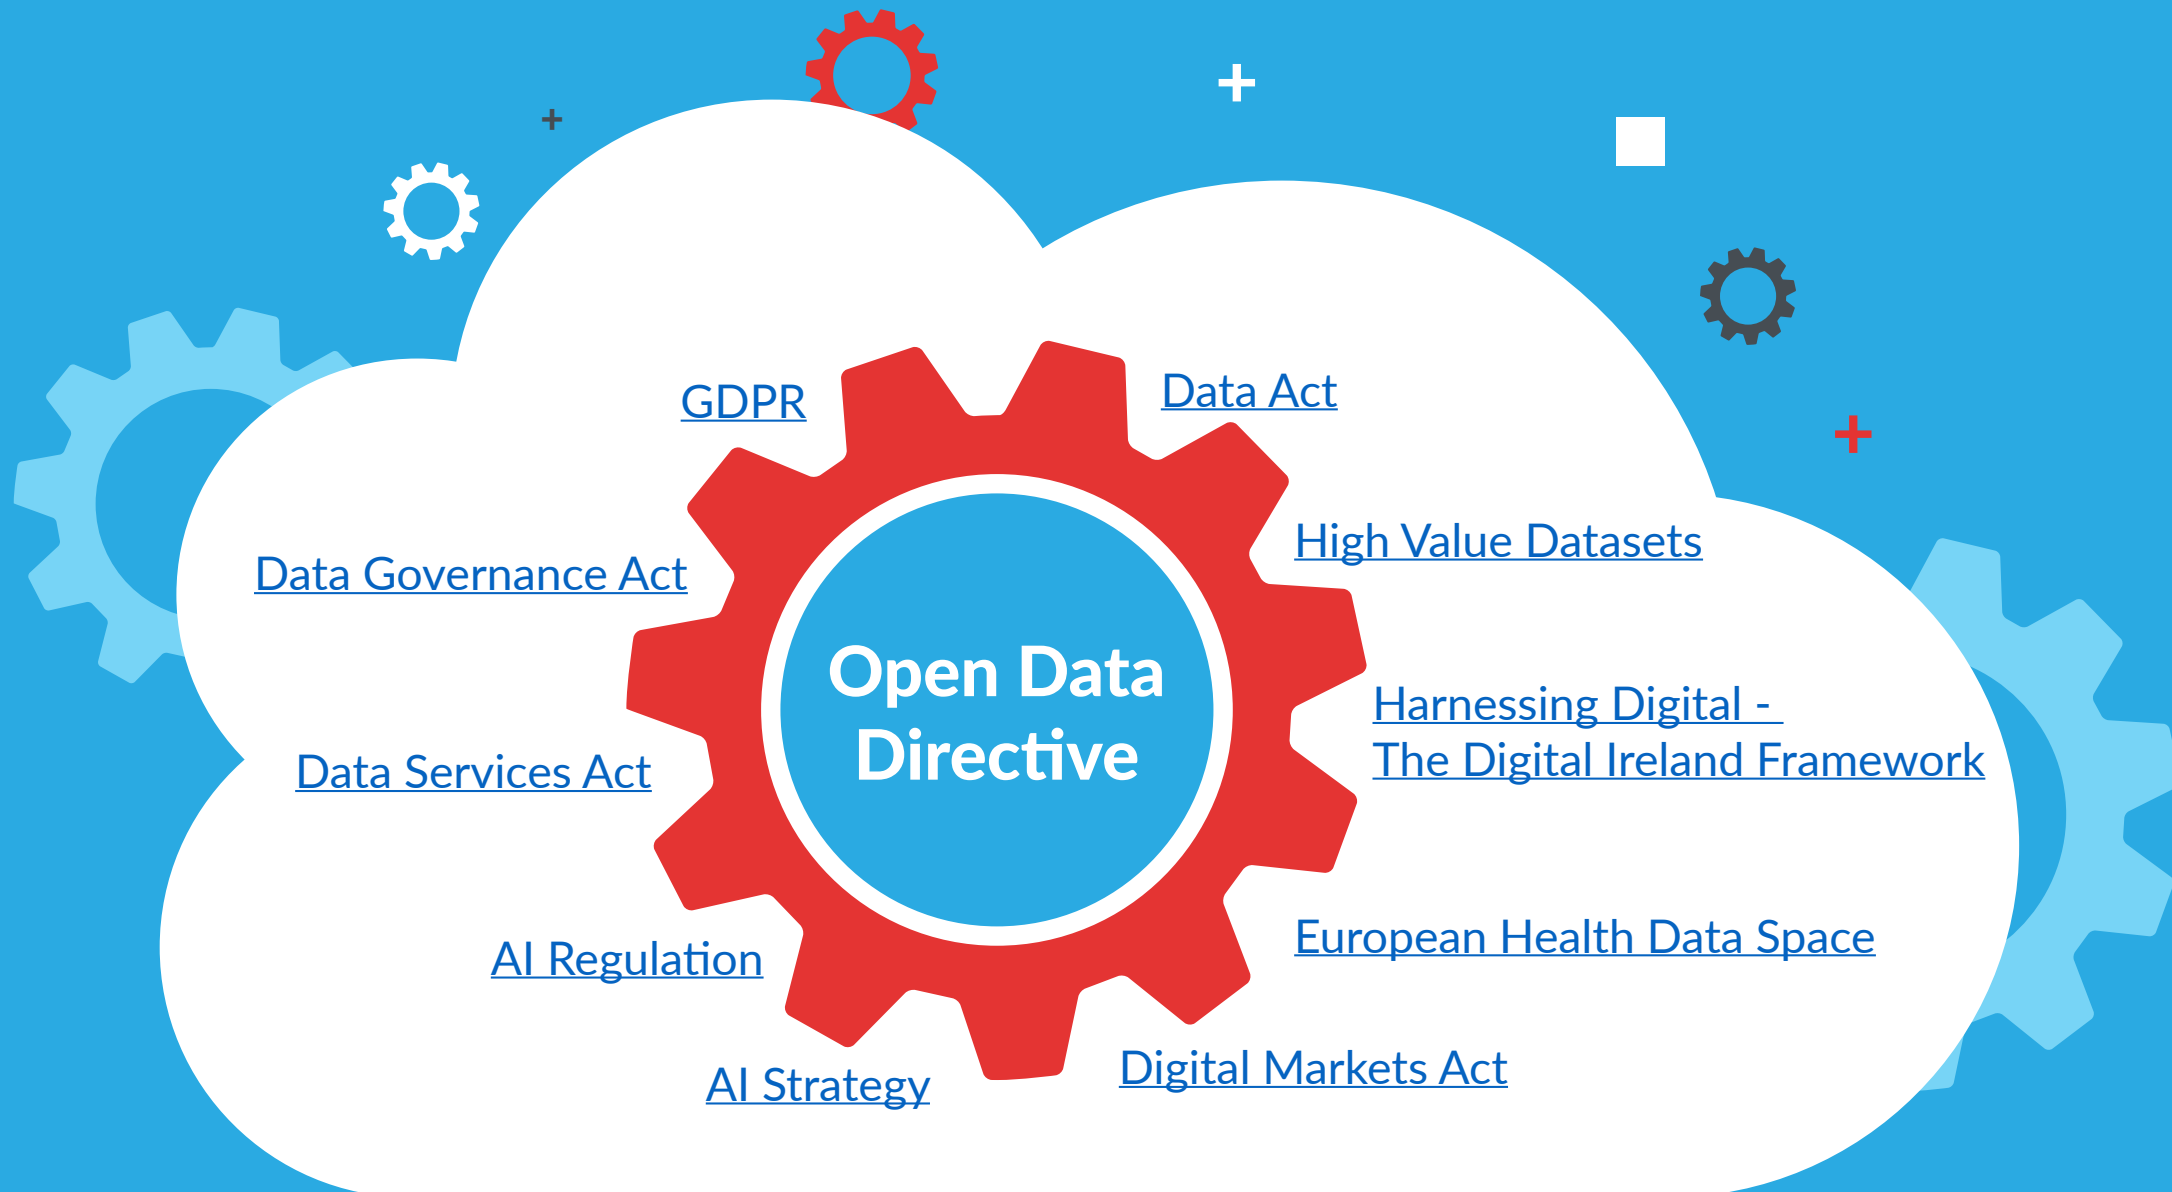 GDPR
Data Act
High Value Datasets
Data Governance Act
Open Data
Directive
Harnessing Digital -
The Digital Ireland Framework
Data Services Act
European Health Data Space
AI Regulation
Digital Markets Act
AI Strategy